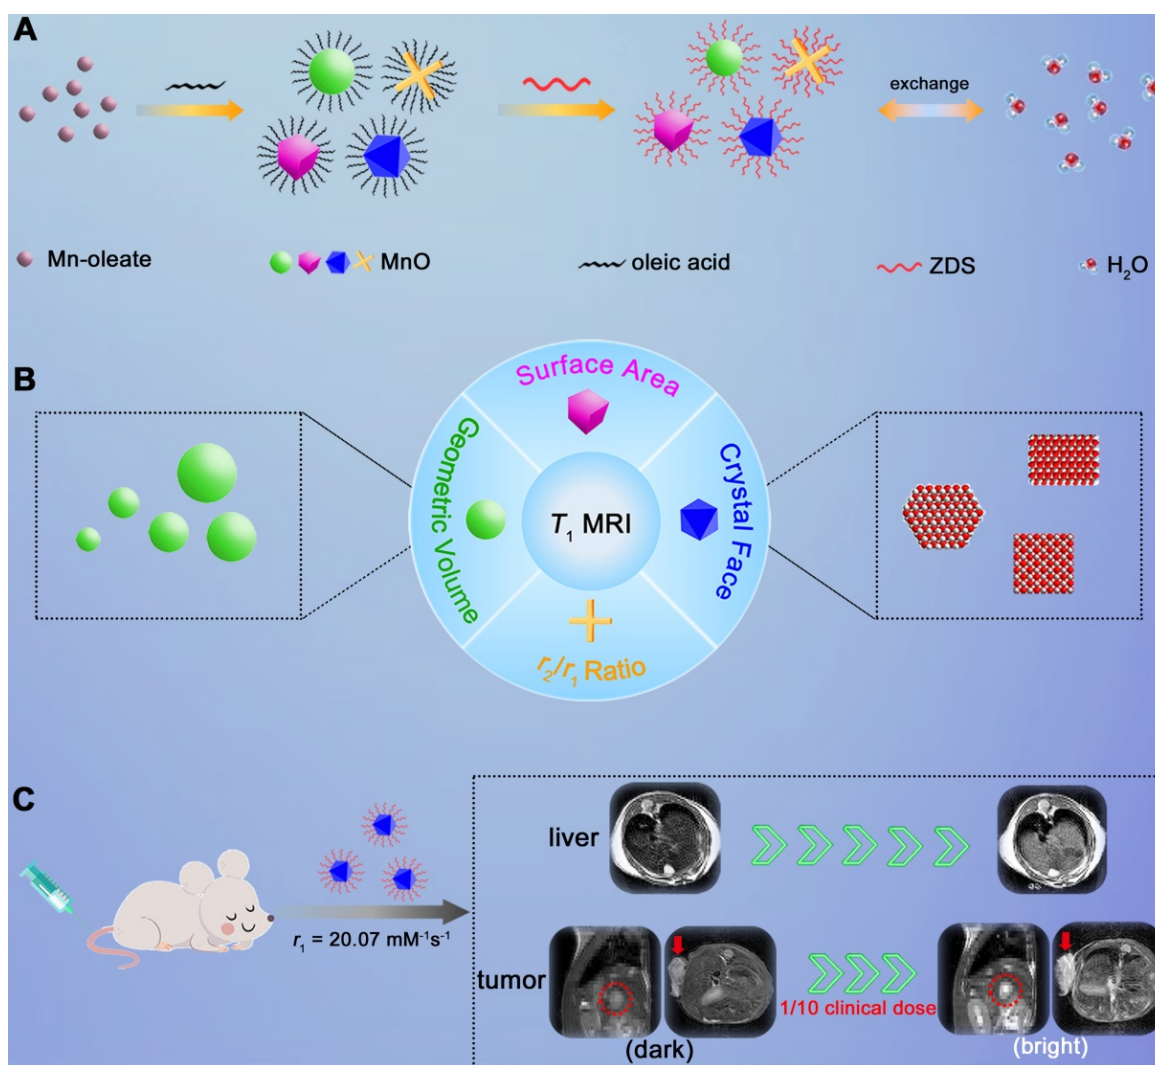 A
exchange
Mn-oleate
MnO
oleic acid
ZDS
H₂O
B
Surface Area
Geometric Volume
Crystal Face
T₁ MRI
r₂/r₁ Ratio
C
liver
r₁ = 20.07 mM⁻¹s⁻¹
tumor
1/10 clinical dose
(dark)
(bright)